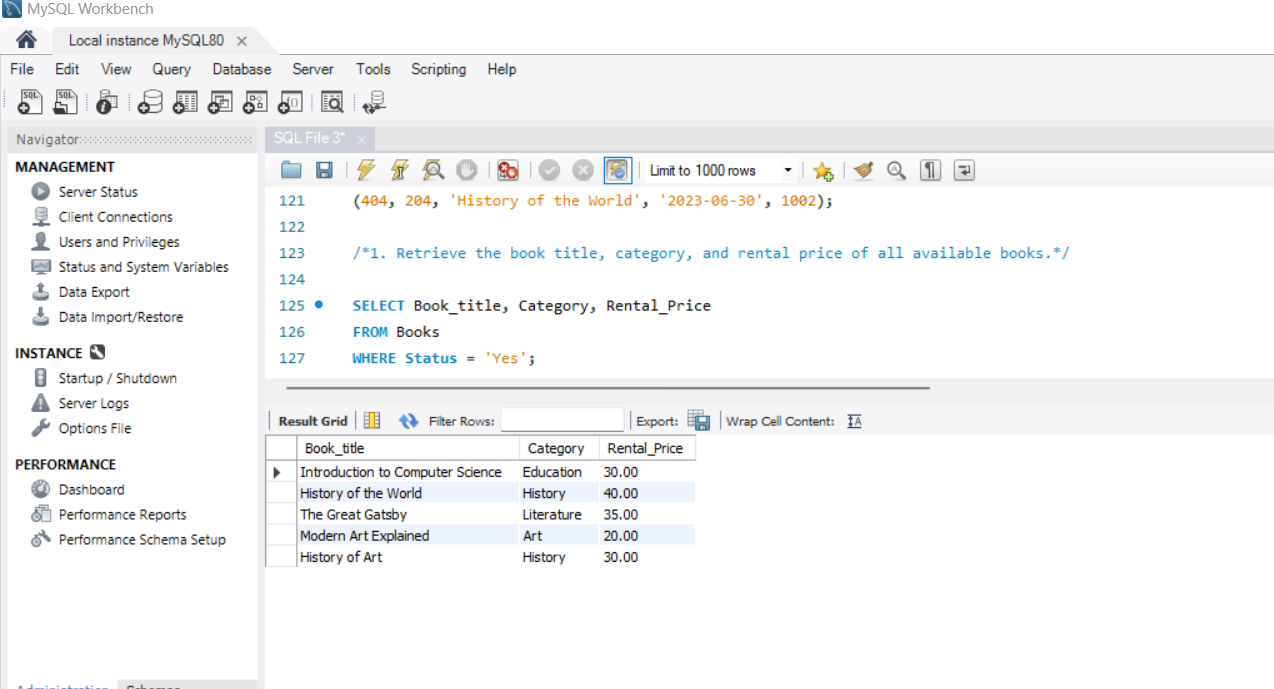 MySQL Workbench
Local instance MySQL80
File Edit View Query Database Server Tools Scripting Help
SQL SQL
Navigator
SQL File 3*
MANAGEMENT
Server Status
Client Connections
Users and Privileges
Status and System Variables
Data Export
Data Import/Restore
INSTANCE
Startup / Shutdown
Server Logs
Options File
PERFORMANCE
Dashboard
Performance Reports
Performance Schema Setup
Administration Schemas
Limit to 1000 rows
121 (404, 204, 'History of the World', '2023-06-30', 1002);
122
123 /*1. Retrieve the book title, category, and rental price of all available books.*/
124
125 SELECT Book_title, Category, Rental_Price
126 FROM Books
127 WHERE Status = 'Yes';
Result Grid Filter Rows: Export: Wrap Cell Content:
Book_title Category Rental_Price
Introduction to Computer Science Education 30.00
History of the World History 40.00
The Great Gatsby Literature 35.00
Modern Art Explained Art 20.00
History of Art History 30.00